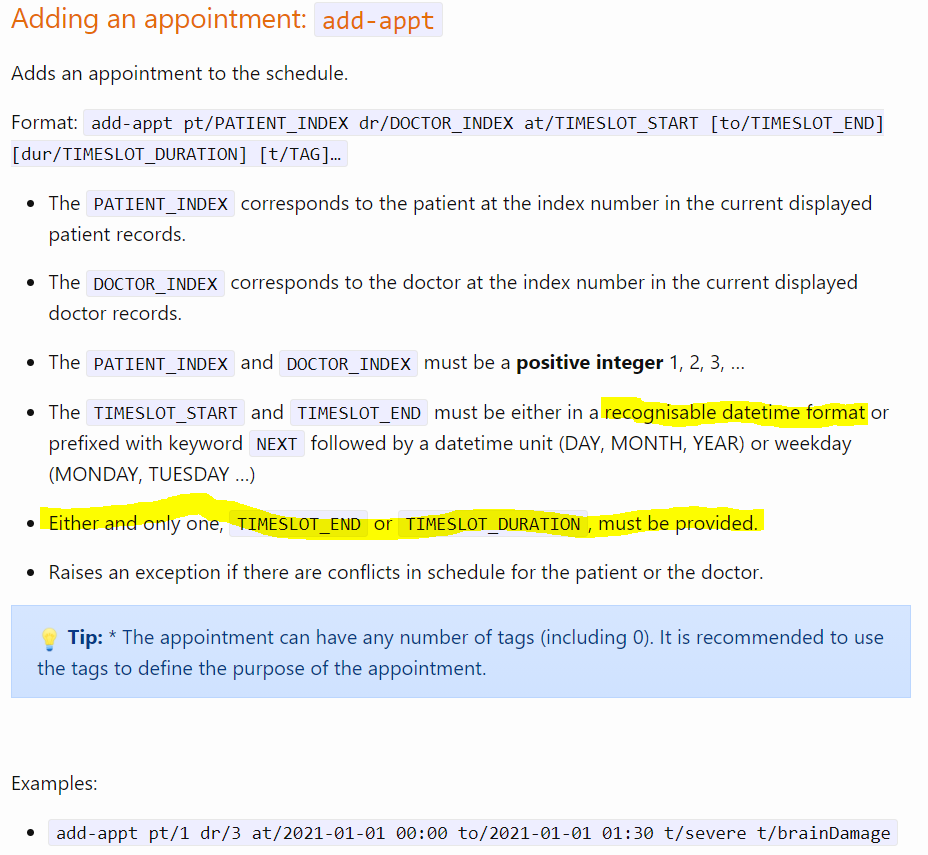 Adding an appointment: add-appt
Adds an appointment to the schedule.
Format: add-appt pt/PATIENT_INDEX dr/DOCTOR_INDEX at/TIMESLOT_START [to/TIMESLOT_END]
[dur/TIMESLOT_DURATION] [t/TAG]…
• The PATIENT_INDEX corresponds to the patient at the index number in the current displayed
patient records.
• The DOCTOR_INDEX corresponds to the doctor at the index number in the current displayed
doctor records.
• The PATIENT_INDEX and DOCTOR_INDEX must be a positive integer 1, 2, 3, …
• The TIMESLOT_START and TIMESLOT_END must be either in a recognisable datetime format or
prefixed with keyword NEXT followed by a datetime unit (DAY, MONTH, YEAR) or weekday
(MONDAY, TUESDAY …)
• Either and only one, TIMESLOT_END or TIMESLOT_DURATION , must be provided.
• Raises an exception if there are conflicts in schedule for the patient or the doctor.
💡 Tip: * The appointment can have any number of tags (including 0). It is recommended to use
the tags to define the purpose of the appointment.
Examples:
• add-appt pt/1 dr/3 at/2021-01-01 00:00 to/2021-01-01 01:30 t/severe t/brainDamage